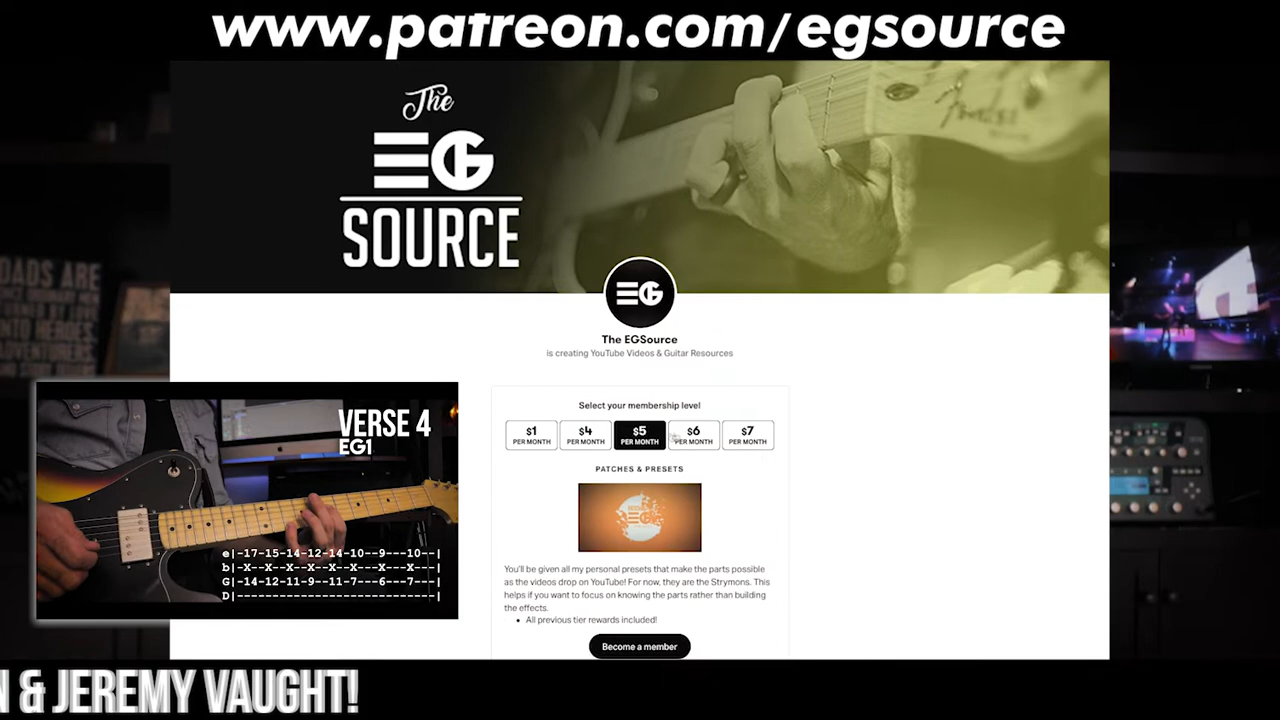 www.patreon.com/egsource
The
EG
SOURCE
EG
The EGSource
is creating YouTube Videos & Guitar Resources
Select your membership level
$1 $4 $5 $6 $7
PER MONTH PER MONTH PER MONTH PER MONTH PER MONTH
PATCHES & PRESETS
You'll be given all my personal presets that make the parts possible
as the videos drop on YouTube! For now, they are the Strymons. This
helps if you want to focus on knowing the parts rather than building
the effects.
• All previous tier rewards included!
Become a member
DADS ARE
INTO HEROES,
VERSE 4
EG1
e|-17-15-14-12-14-10--9---10--|
b|-X--X--X--X--X--X---X---X---|
G|-14-12-11-9--11-7---6---7---|
D|----------------------------|
N & JEREMY VAUGHT!